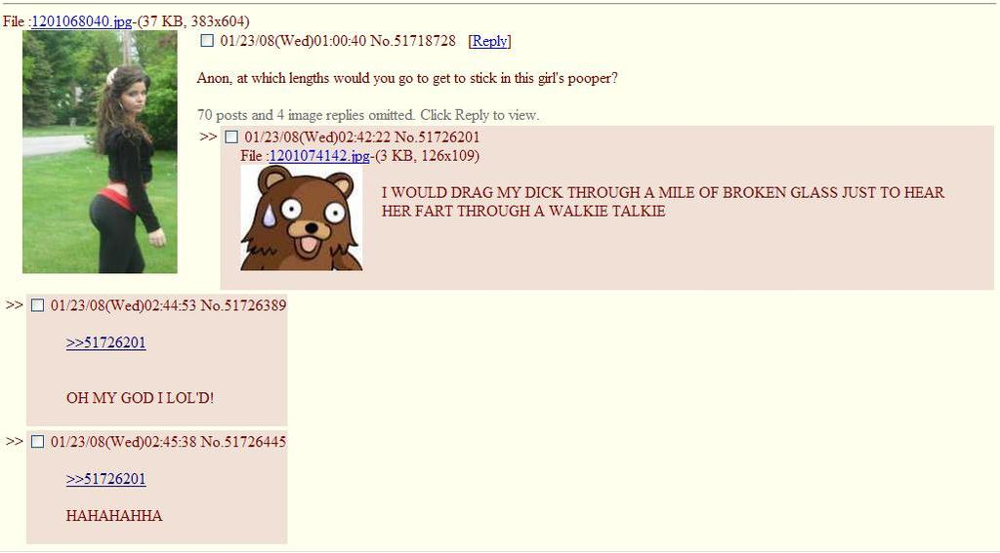 File :1201068040.jpg-(37 KB, 383x604)
01/23/08(Wed)01:00:40 No.51718728 [Reply]
Anon, at which lengths would you go to get to stick in this girl's pooper?
70 posts and 4 image replies omitted. Click Reply to view.
>> 01/23/08(Wed)02:42:22 No.51726201
File :1201074142.jpg-(3 KB, 126x109)
I WOULD DRAG MY DICK THROUGH A MILE OF BROKEN GLASS JUST TO HEAR
HER FART THROUGH A WALKIE TALKIE
>> 01/23/08(Wed)02:44:53 No.51726389
>>51726201
OH MY GOD I LOL'D!
>> 01/23/08(Wed)02:45:38 No.51726445
>>51726201
HAHAHAHHA